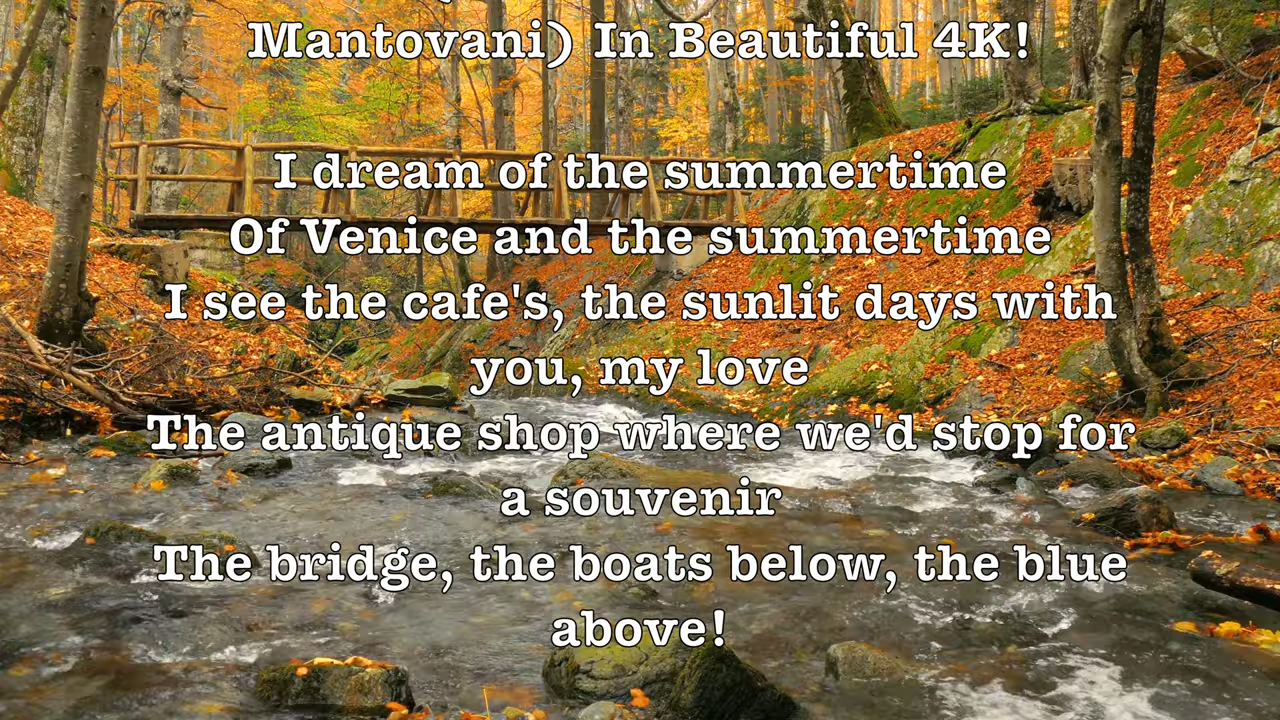 Mantovani) In Beautiful 4K!
I dream of the summertime
Of Venice and the summertime
I see the cafe's, the sunlit days with
you, my love
The antique shop where we'd stop for
a souvenir
The bridge, the boats below, the blue
above!